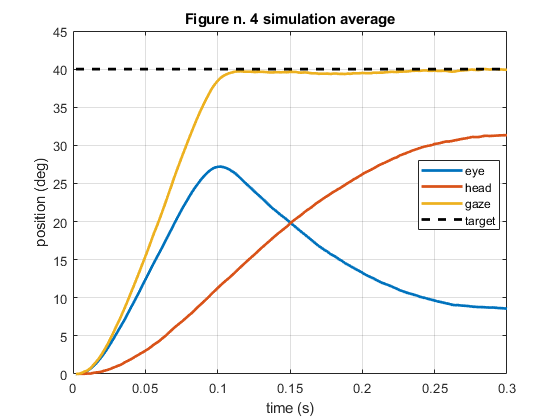 Figure n. 4 simulation average
position (deg)
45
40
35
30
25
20
15
10
5
0
eye
head
gaze
target
0 0.05 0.1 0.15 0.2 0.25 0.3
time (s)